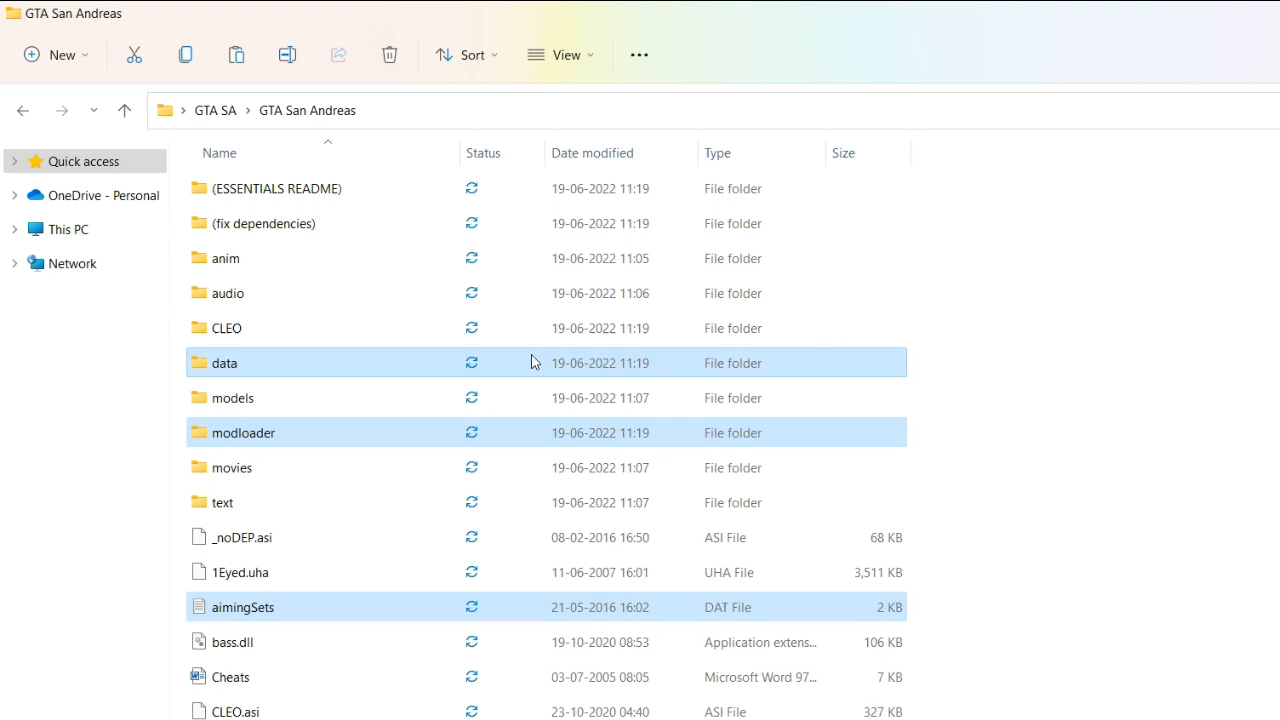 GTA San Andreas
New
Sort
View
GTA SA > GTA San Andreas
Quick access
OneDrive - Personal
This PC
Network
Name Status Date modified Type Size
(ESSENTIALS README) 19-06-2022 11:19 File folder
(fix dependencies) 19-06-2022 11:19 File folder
anim 19-06-2022 11:05 File folder
audio 19-06-2022 11:06 File folder
CLEO 19-06-2022 11:19 File folder
data 19-06-2022 11:19 File folder
models 19-06-2022 11:07 File folder
modloader 19-06-2022 11:19 File folder
movies 19-06-2022 11:07 File folder
text 19-06-2022 11:07 File folder
_noDEP.asi 08-02-2016 16:50 ASI File 68 KB
1Eyed.uha 11-06-2007 16:01 UHA File 3,511 KB
aimingSets 21-05-2016 16:02 DAT File 2 KB
bass.dll 19-10-2020 08:53 Application extens... 106 KB
Cheats 03-07-2005 08:05 Microsoft Word 97... 7 KB
CLEO.asi 23-10-2020 04:40 ASI File 327 KB